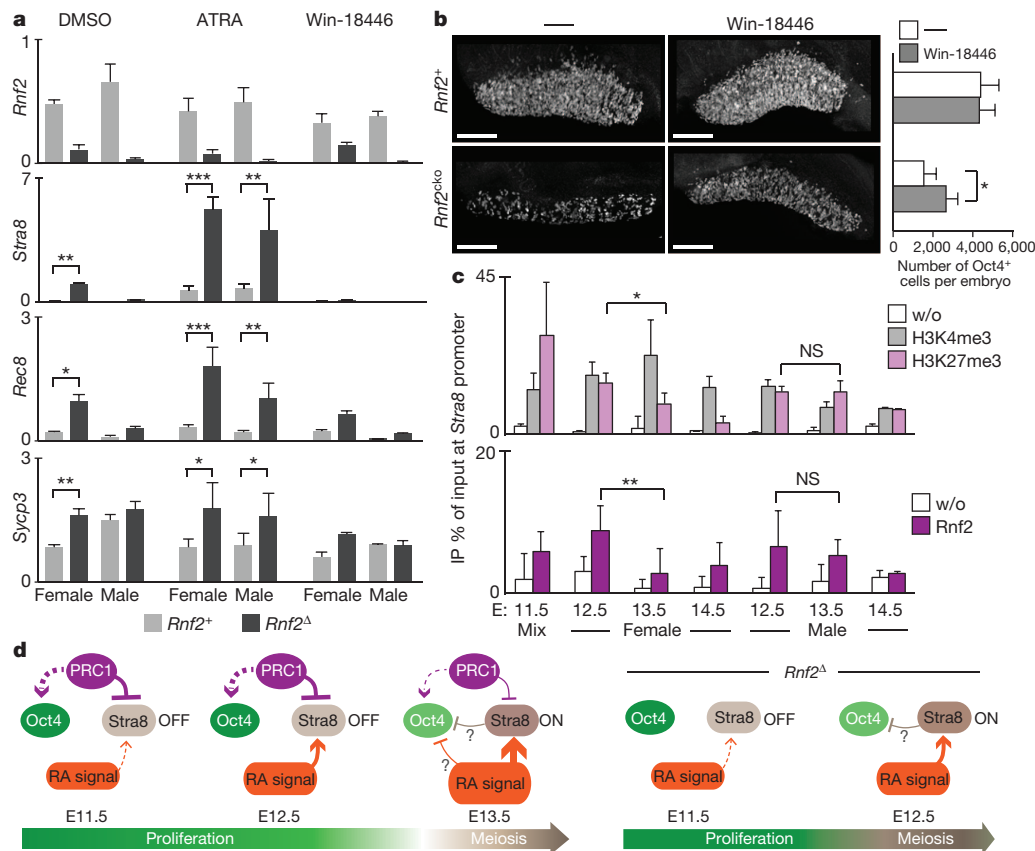 a
DMSO ATRA Win-18446
1
Rnf2
0
7
***
**
**
Stra8
0
3
***
**
*
Rec8
0
3
**
*
*
Sycp3
0
Female Male Female Male Female Male
Rnf2+ Rnf2Δ
b
— Win-18446
Rnf2+
Rnf2cko
—
Win-18446
*
0 2,000 4,000 6,000
Number of Oct4+
cells per embryo
c
45
*
NS
w/o
H3K4me3
H3K27me3
0
20
**
NS
w/o
Rnf2
0
IP % of input at Stra8 promoter
E: 11.5 12.5 13.5 14.5 12.5 13.5 14.5
Mix Female Male
d
PRC1 PRC1 PRC1 Rnf2Δ
Oct4 Stra8 OFF Oct4 Stra8 OFF Oct4 Stra8 ON Oct4 Stra8 OFF Oct4 Stra8 ON
? ? ?
RA signal RA signal RA signal RA signal RA signal
E11.5 E12.5 E13.5 E11.5 E12.5
Proliferation Meiosis Proliferation Meiosis